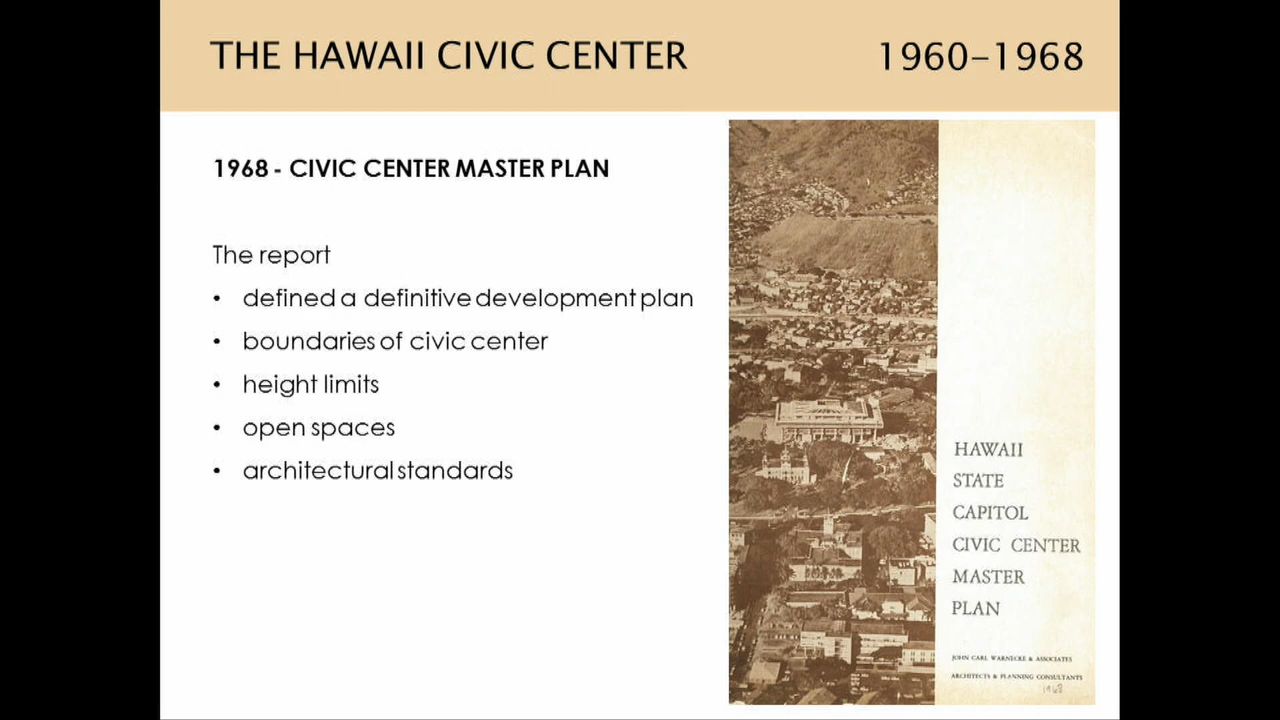 THE HAWAII CIVIC CENTER
1960–1968
1968 - CIVIC CENTER MASTER PLAN
The report
• defined a definitive development plan
• boundaries of civic center
• height limits
• open spaces
• architectural standards
HAWAII
STATE
CAPITOL
CIVIC CENTER
MASTER
PLAN
JOHN CARL WARNECKE & ASSOCIATES
ARCHITECTS & PLANNING CONSULTANTS
1968